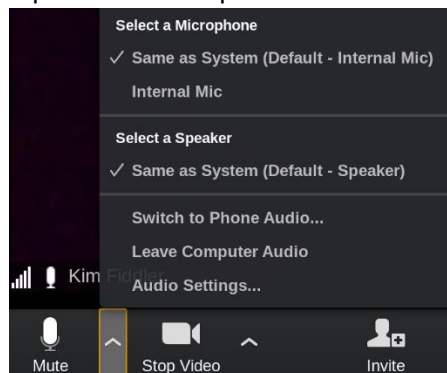 Select a Microphone
Same as System (Default - Internal Mic)
Internal Mic
Select a Speaker
Same as System (Default - Speaker)
Switch to Phone Audio...
Leave Computer Audio
Kim Fiddler
Audio Settings...
Mute
Stop Video
Invite